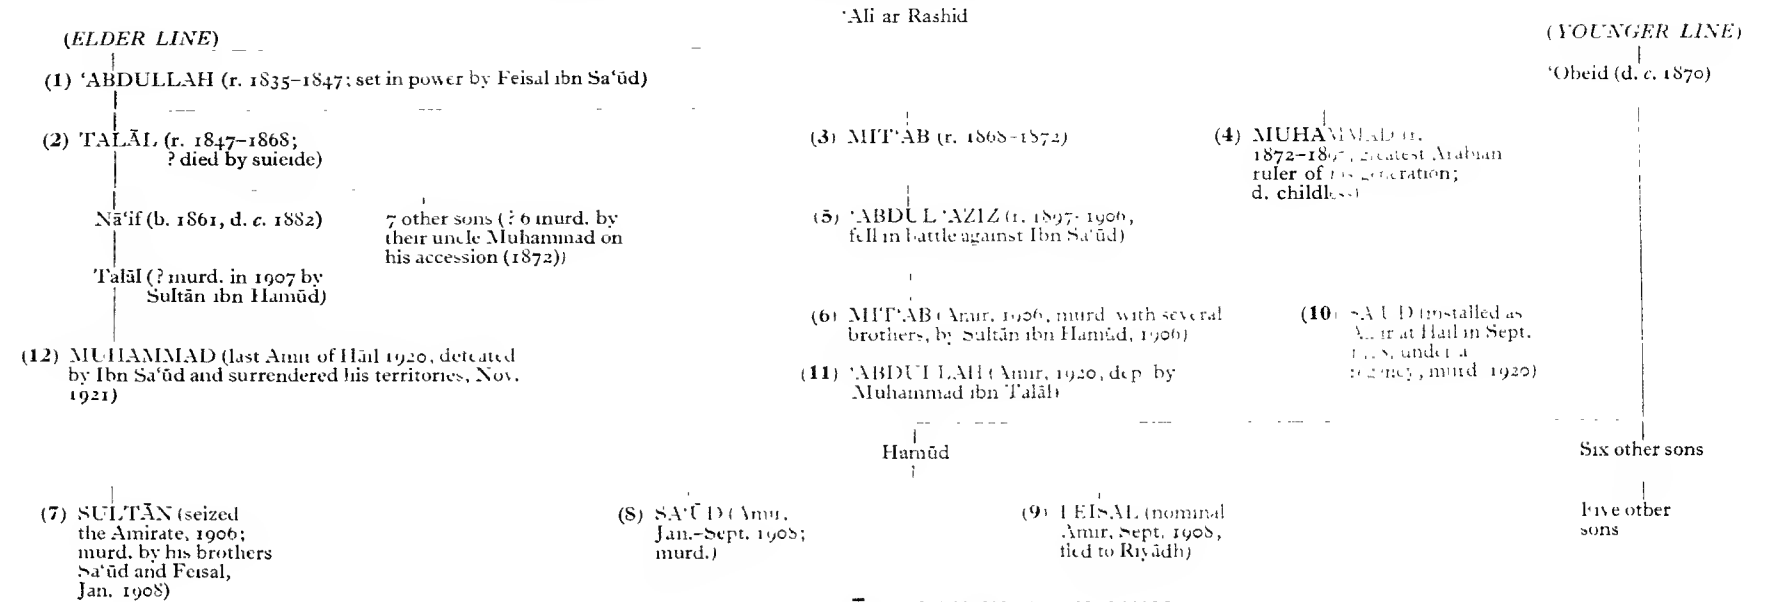 ‘Ali ar Rashid
(ELDER LINE)
(YOUNGER LINE)
(1) ‘ABDULLAH (r. 1835–1847; set in power by Feisal ibn Sa‘ūd)
‘Obeid (d. c. 1870)
(2) TALĀL (r. 1847–1868;
? died by suicide)
(3) MIT‘AB (r. 1868–1872)
(4) MUHAMMAD (r.
1872–1897, greatest Arabian
ruler of his generation;
d. childless)
Nā‘if (b. 1861, d. c. 1882)
7 other sons (? 6 murd. by
their uncle Muhammad on
his accession (1872))
(5) ‘ABDUL ‘AZIZ (r. 1897–1906,
fell in battle against Ibn Sa‘ūd)
Talāl (? murd. in 1907 by
Sultān ibn Hamūd)
(6) MIT‘AB (Amir, 1906, murd. with several
brothers, by Sultān ibn Hamūd, 1906)
(10) SA‘UD (installed as
Amir at Hail in Sept.
under a
regency, murd. 1920)
(12) MUHAMMAD (last Amir of Hāil 1920, defeated
by Ibn Sa‘ūd and surrendered his territories, Nov.
1921)
(11) ‘ABDULLAH (Amir, 1920, dep. by
Muhammad ibn Talāl)
Hamūd
Six other sons
(7) SULTĀN (seized
the Amirate, 1906;
murd. by his brothers
Sa‘ūd and Feisal,
Jan. 1908)
(8) SA‘ŪD (Amir,
Jan.–Sept. 1908;
murd.)
(9) FEISAL (nominal
Amir, Sept. 1908,
fled to Riyādh)
Five other
sons